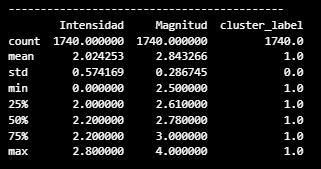 -------------------------------------------
Intensidad Magnitud cluster_label
count 1740.000000 1740.000000 1740.0
mean 2.024253 2.843266 1.0
std 0.574169 0.286745 0.0
min 0.000000 2.500000 1.0
25% 2.000000 2.610000 1.0
50% 2.200000 2.780000 1.0
75% 2.200000 3.000000 1.0
max 2.800000 4.000000 1.0